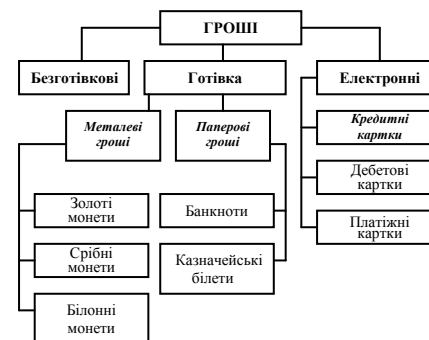 ГРОШІ
Безготівкові
Готівка
Електронні
Металеві
гроші
Паперові
гроші
Кредитні
картки
Золоті
монети
Банкноти
Дебетові
картки
Срібні
монети
Казначейські
білети
Платіжні
картки
Білонні
монети